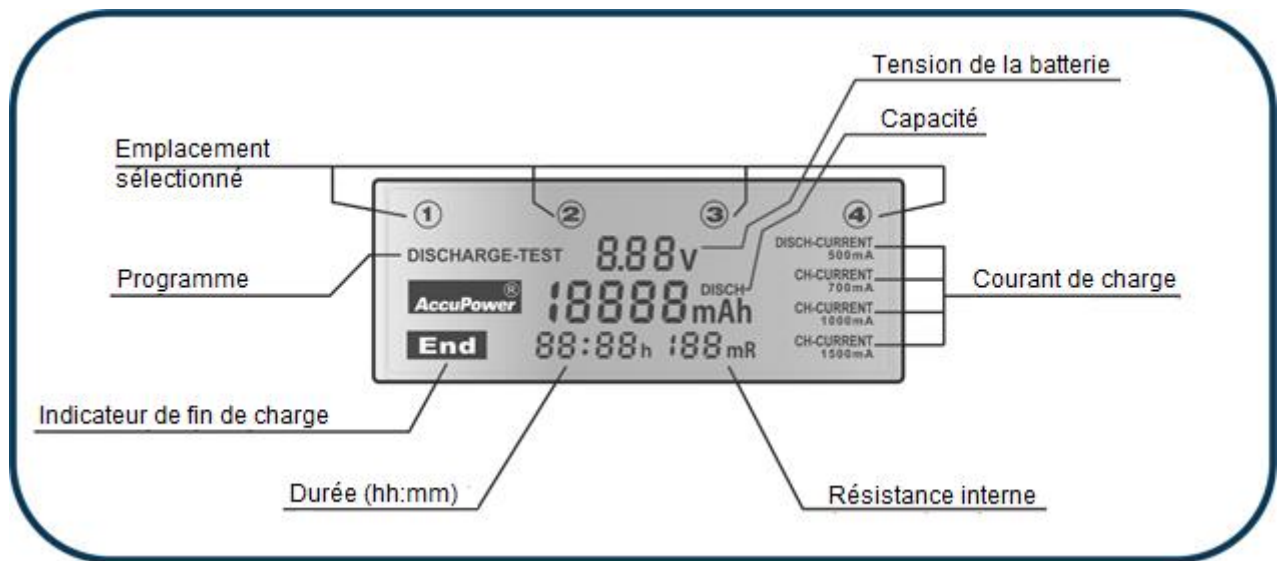 Tension de la batterie
Capacité
Emplacement
sélectionné
① ② ③ ④
DISCHARGE-TEST 8.88v
DISCH-CURRENT
500mA
Programme
CH-CURRENT
700mA
Courant de charge
AccuPower®
18888mAh DISCH
CH-CURRENT
1000mA
End 88:88h 188mR
CH-CURRENT
1500mA
Indicateur de fin de charge
Durée (hh:mm)
Résistance interne